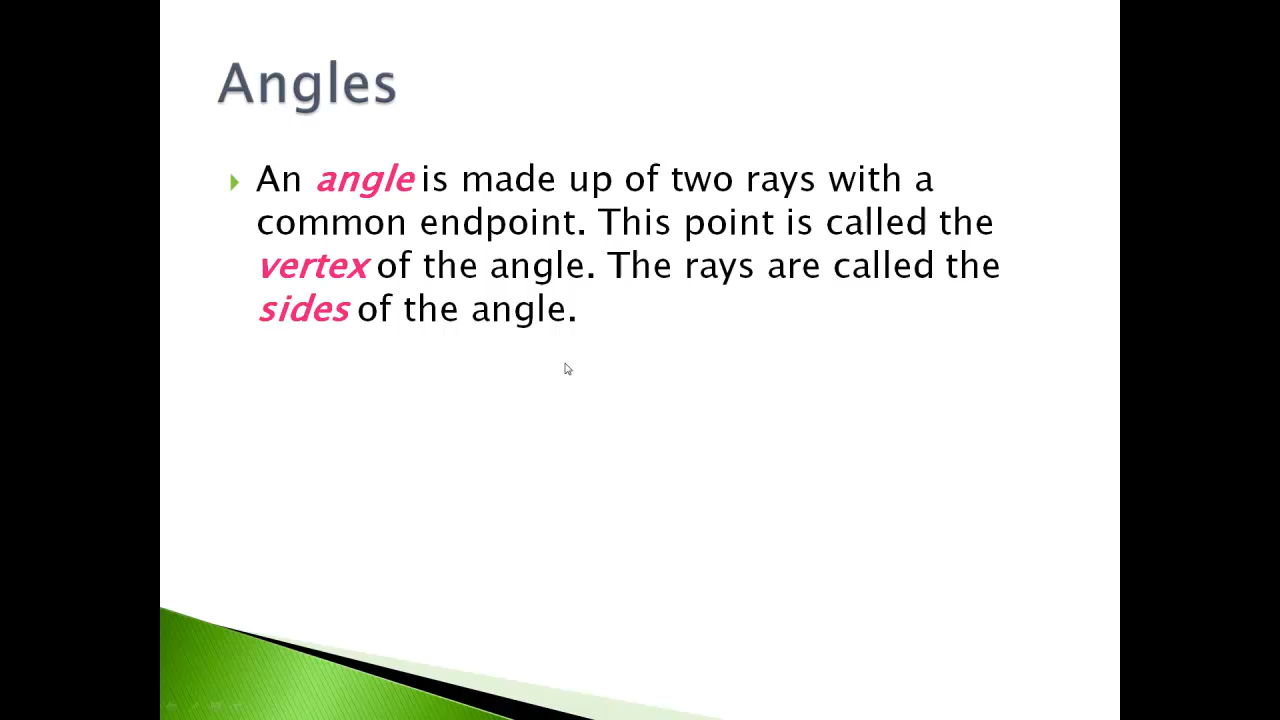 Angles
An angle is made up of two rays with a
common endpoint. This point is called the
vertex of the angle. The rays are called the
sides of the angle.